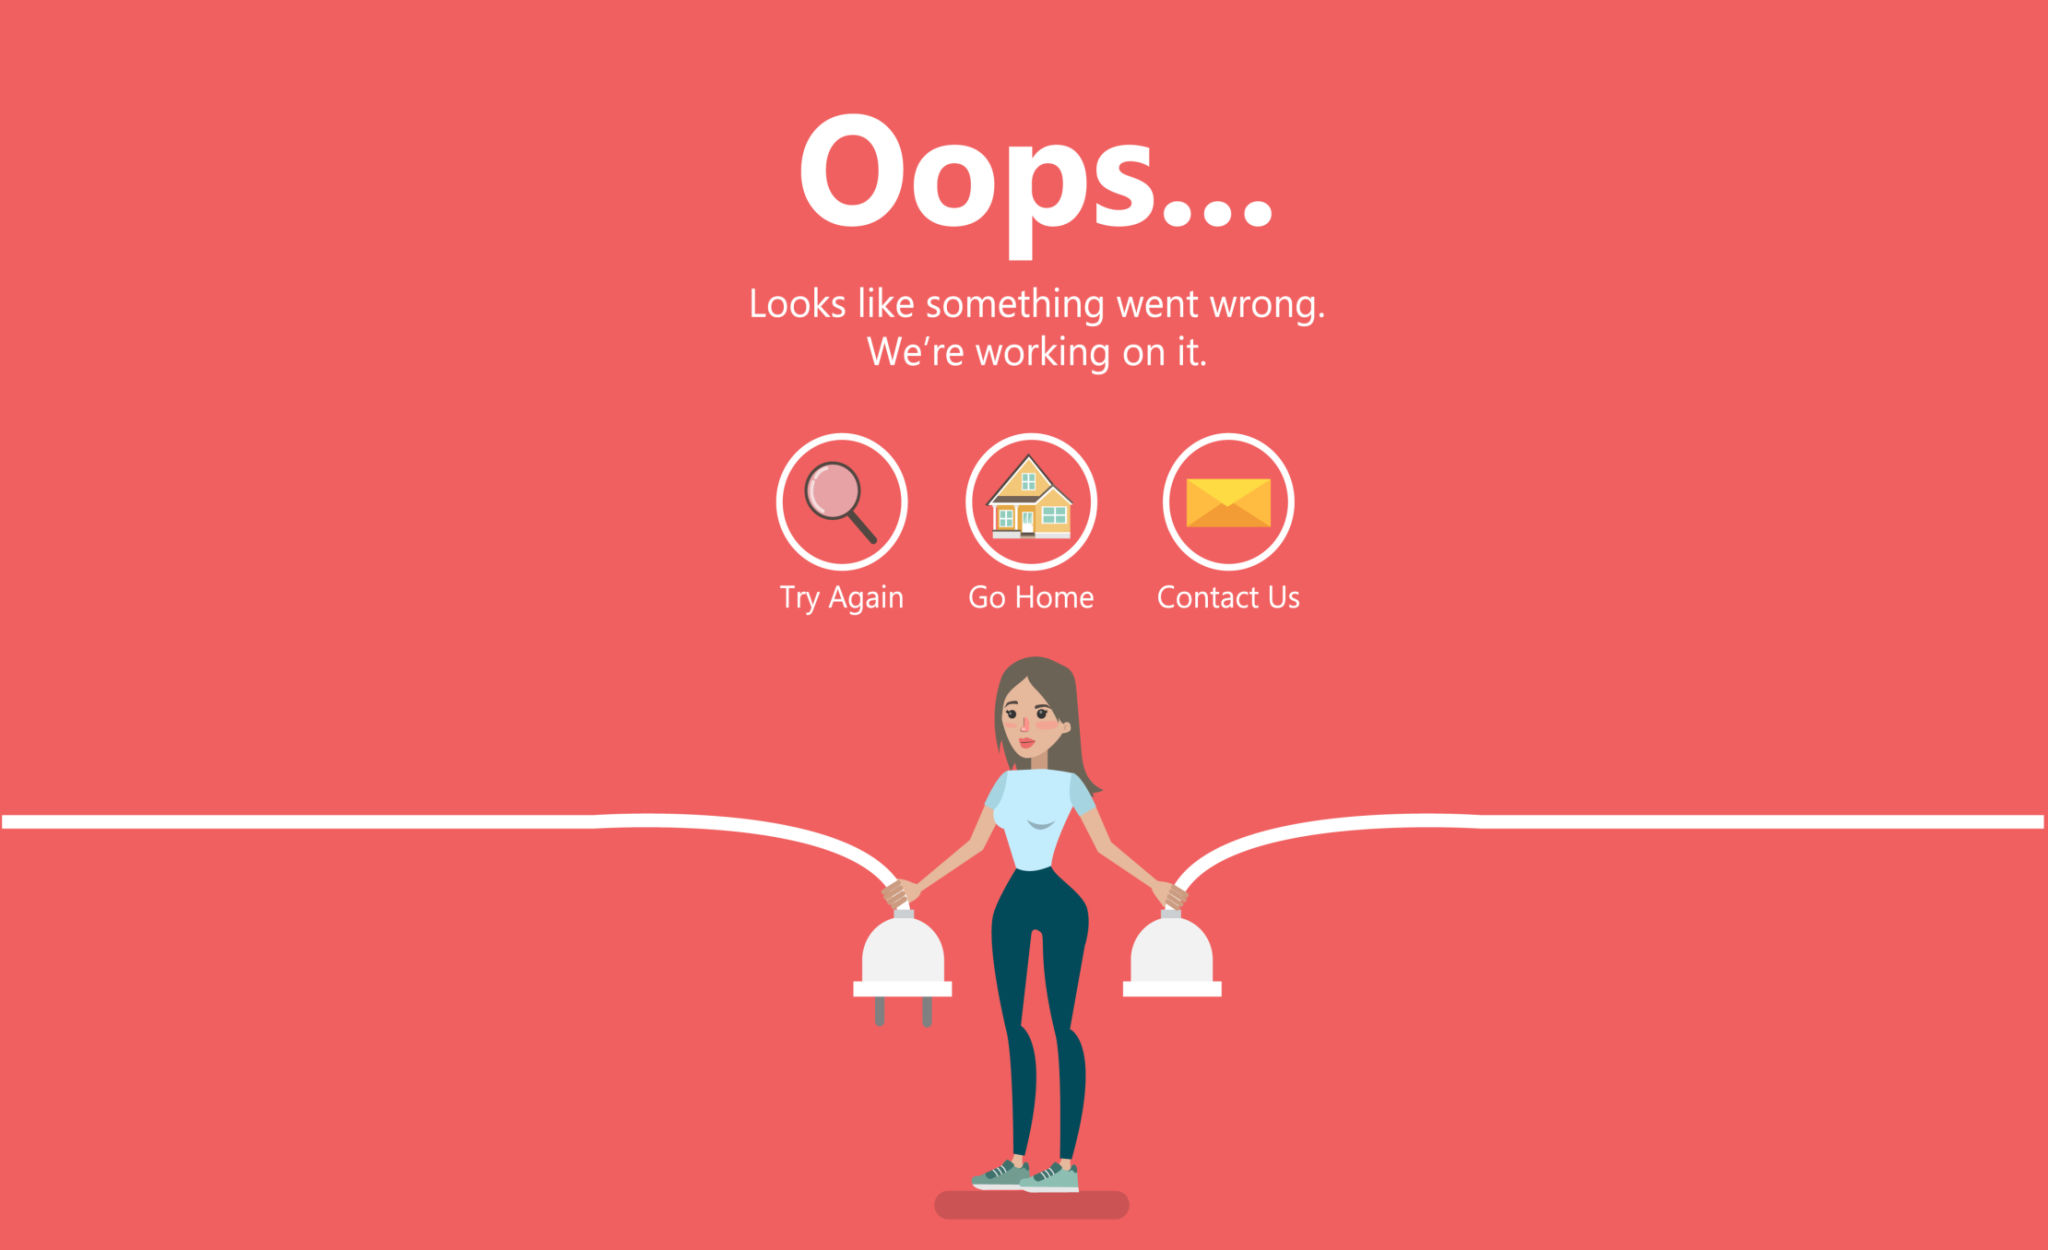 Oops...
Looks like something went wrong.
We’re working on it.
Try Again
Go Home
Contact Us